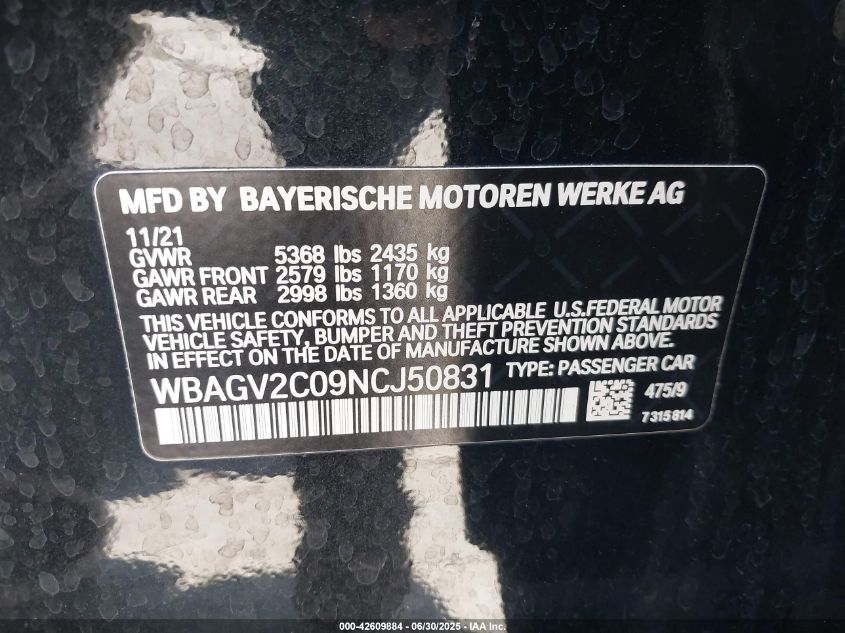 MFD BY BAYERISCHE MOTOREN WERKE AG
11/21
GVWR 5368 lbs 2435 kg
GAWR FRONT 2579 lbs 1170 kg
GAWR REAR 2998 lbs 1360 kg
THIS VEHICLE CONFORMS TO ALL APPLICABLE U.S.FEDERAL MOTOR
VEHICLE SAFETY, BUMPER AND THEFT PREVENTION STANDARDS
IN EFFECT ON THE DATE OF MANUFACTURE SHOWN ABOVE.
WBAGV2C09NCJ50831 TYPE: PASSENGER CAR
475/9
7315814
000-42609884 - 06/30/2025 - IAA Inc.